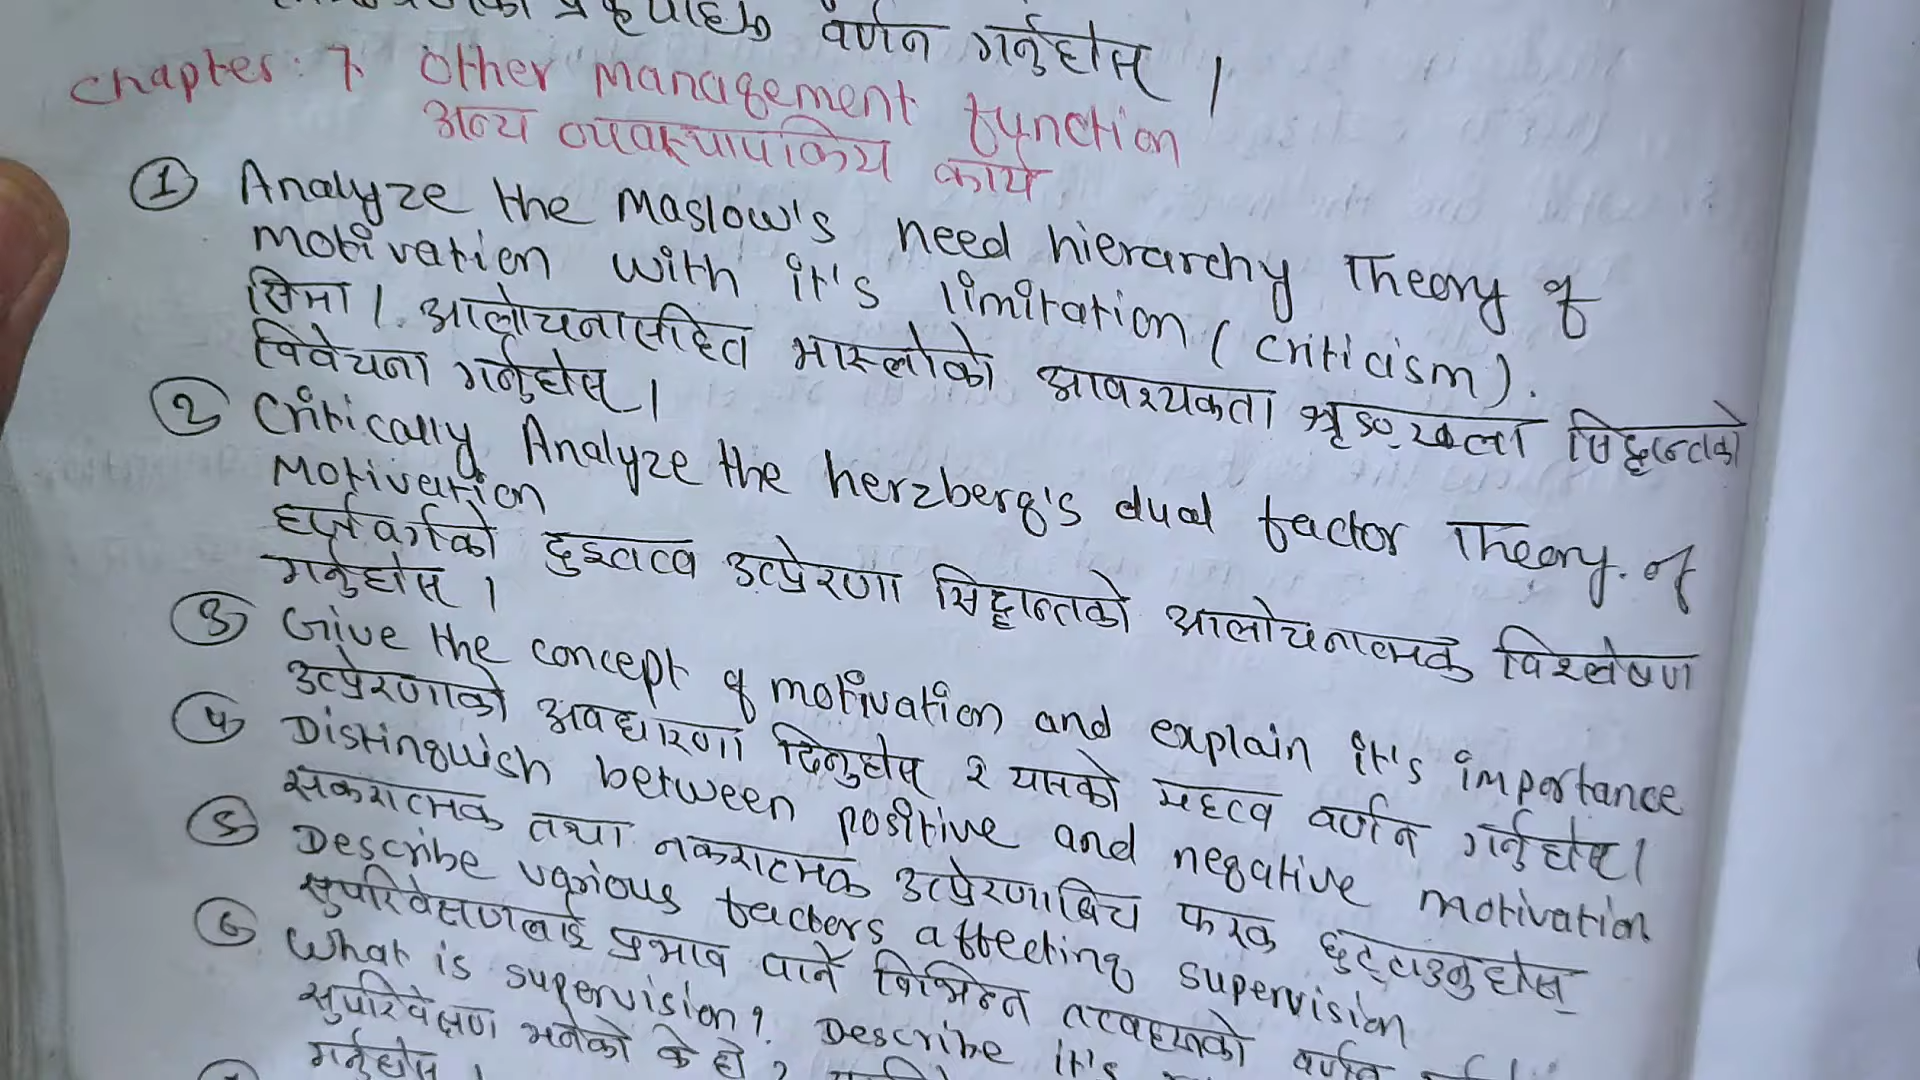 वर्णन गर्नुहोस् ।
chapter: 7. Other management function
अन्य व्यवस्थापकिय कार्य
① Analyze the Maslow's need hierarchy Theory of
motivation with it's limitation (criticism).
सिमा / आलोचनासहित मास्लोको आवश्यकता श्रृङ्खला सिद्धान्तको
विवेचना गर्नुहोस् ।
② Critically Analyze the herzberg's dual factor Theory. of
Motivation
हर्जवर्गको दुइतत्व उत्प्रेरणा सिद्धान्तको आलोचनात्मक विश्लेषण
गर्नुहोस् ।
③ Give the concept of motivation and explain it's importance
उत्प्रेरणाको अवधारणा दिनुहोस् र यसको महत्व वर्णन गर्नुहोस् ।
④ Distinguish between positive and negative motivation
सकरात्मक तथा नकरात्मक उत्प्रेरणाबिच फरक छुट्टाउनुहोस्
⑤ Describe various factors affecting supervision
सुपरिवेक्षणलाई प्रभाव पार्ने विभिन्न तत्वहरुको वर्णन
⑥ What is supervision? Describe it's
सुपरिवेक्षण भनेको के हो ?
गर्नुहोस् ।